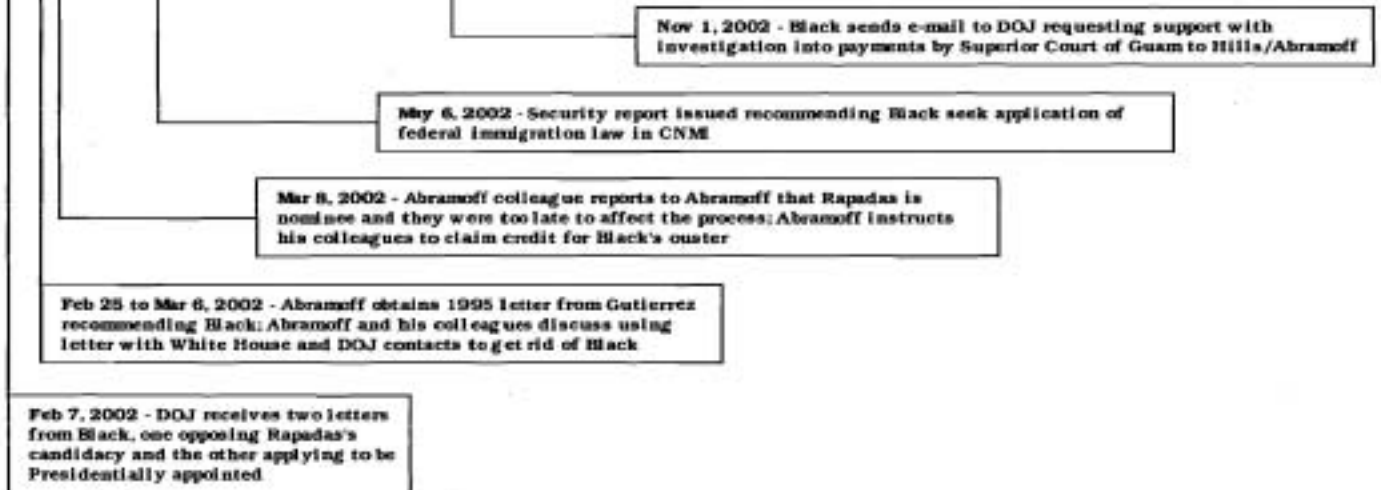 Nov 1, 2002 - Black sends e-mail to DOJ requesting support with
investigation into payments by Superior Court of Guam to Hills/Abramoff
May 6, 2002 - Security report issued recommending Black seek application of
federal immigration law in CNMI
Mar 8, 2002 - Abramoff colleague reports to Abramoff that Rapadas is
nominee and they were too late to affect the process; Abramoff instructs
his colleagues to claim credit for Black's ouster
Feb 25 to Mar 6, 2002 - Abramoff obtains 1995 letter from Gutierrez
recommending Black; Abramoff and his colleagues discuss using
letter with White House and DOJ contacts to get rid of Black
Feb 7, 2002 - DOJ receives two letters
from Black, one opposing Rapadas's
candidacy and the other applying to be
Presidentially appointed